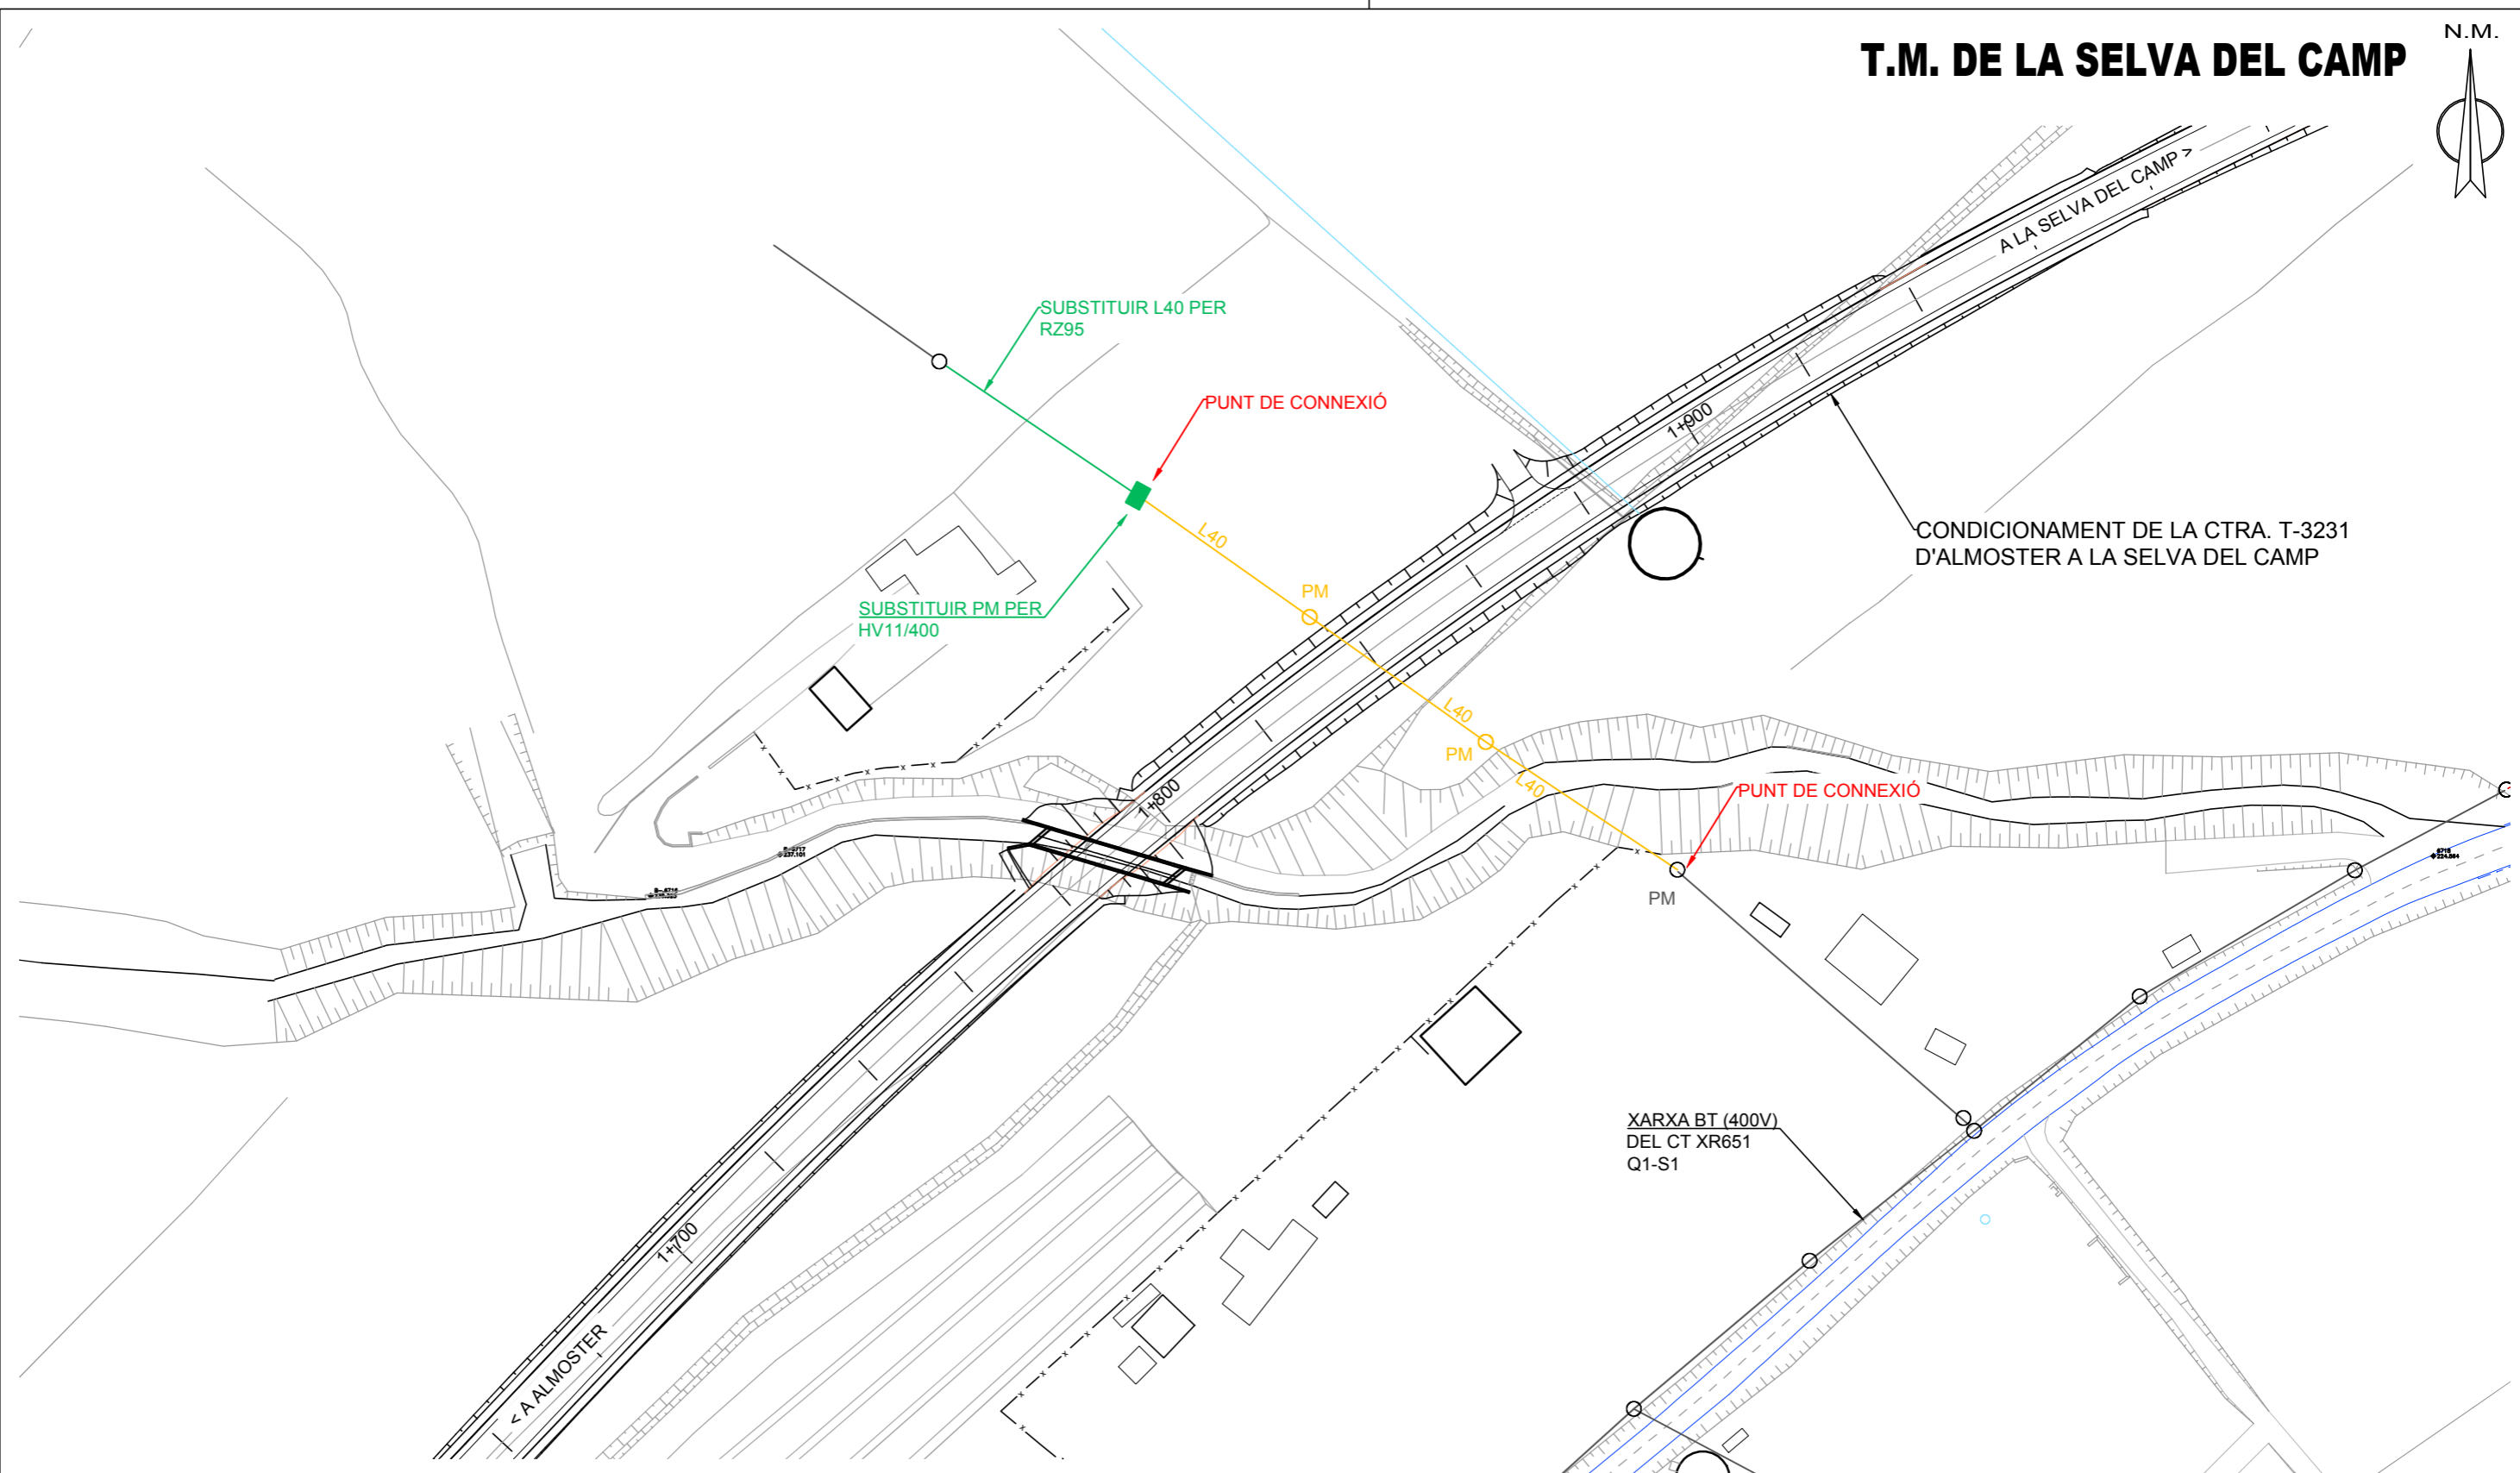 T.M. DE LA SELVA DEL CAMP
N.M.
A LA SELVA DEL CAMP >
SUBSTITUIR L40 PER
RZ95
PUNT DE CONNEXIÓ
1+900
L40
CONDICIONAMENT DE LA CTRA. T-3231
D'ALMOSTER A LA SELVA DEL CAMP
PM
SUBSTITUIR PM PER
HV11/400
L40
PM
L40
PUNT DE CONNEXIÓ
1+800
PM
XARXA BT (400V)
DEL CT XR651
Q1-S1
1+700
< A ALMOSTER